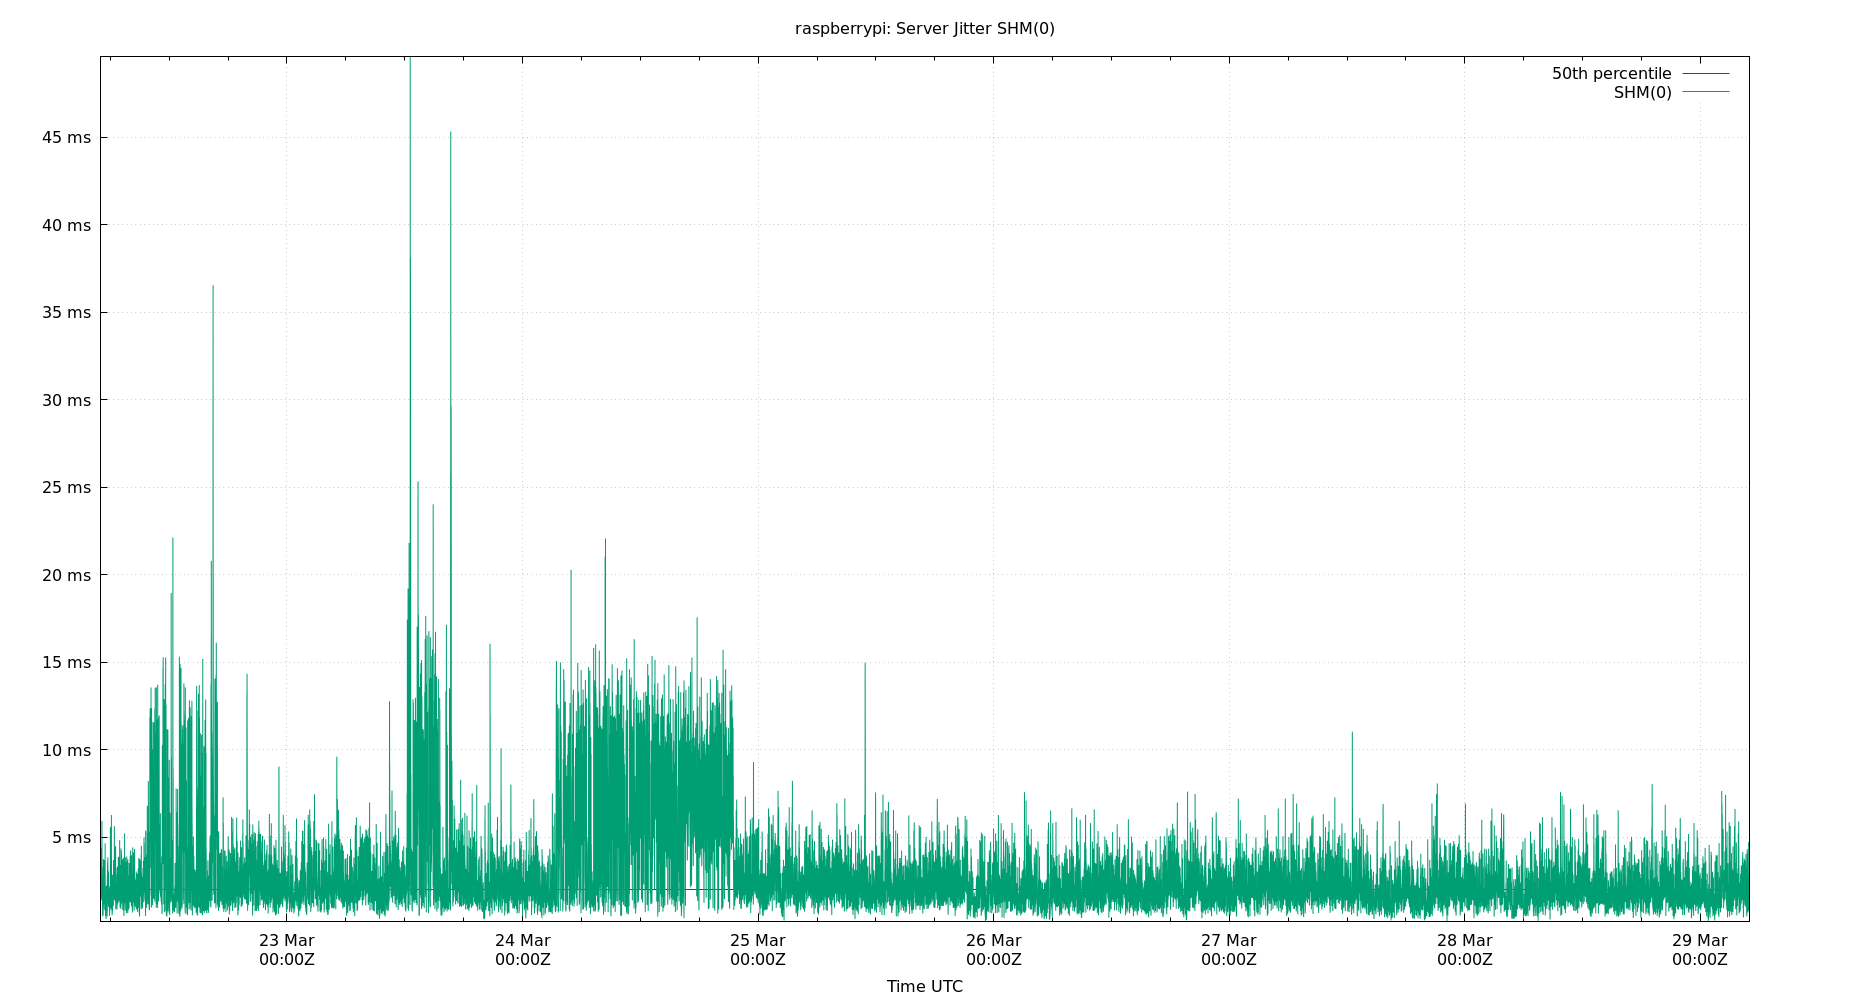 raspberrypi: Server Jitter SHM(0)
50th percentile
SHM(0)
45 ms
40 ms
35 ms
30 ms
25 ms
20 ms
15 ms
10 ms
5 ms
23 Mar 24 Mar 25 Mar 26 Mar 27 Mar 28 Mar 29 Mar
00:00Z 00:00Z 00:00Z 00:00Z 00:00Z 00:00Z 00:00Z
Time UTC